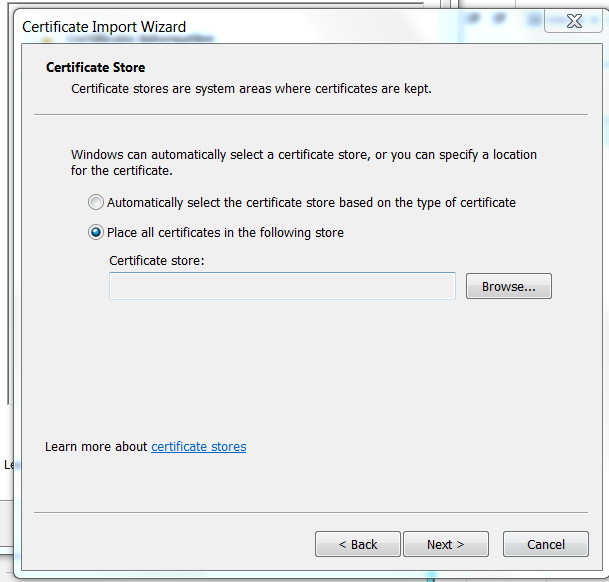 Certificate Import Wizard
Certificate Store
Certificate stores are system areas where certificates are kept.
Windows can automatically select a certificate store, or you can specify a location
for the certificate.
Automatically select the certificate store based on the type of certificate
Place all certificates in the following store
Certificate store:
Browse...
Learn more about certificate stores
Le
< Back
Next >
Cancel